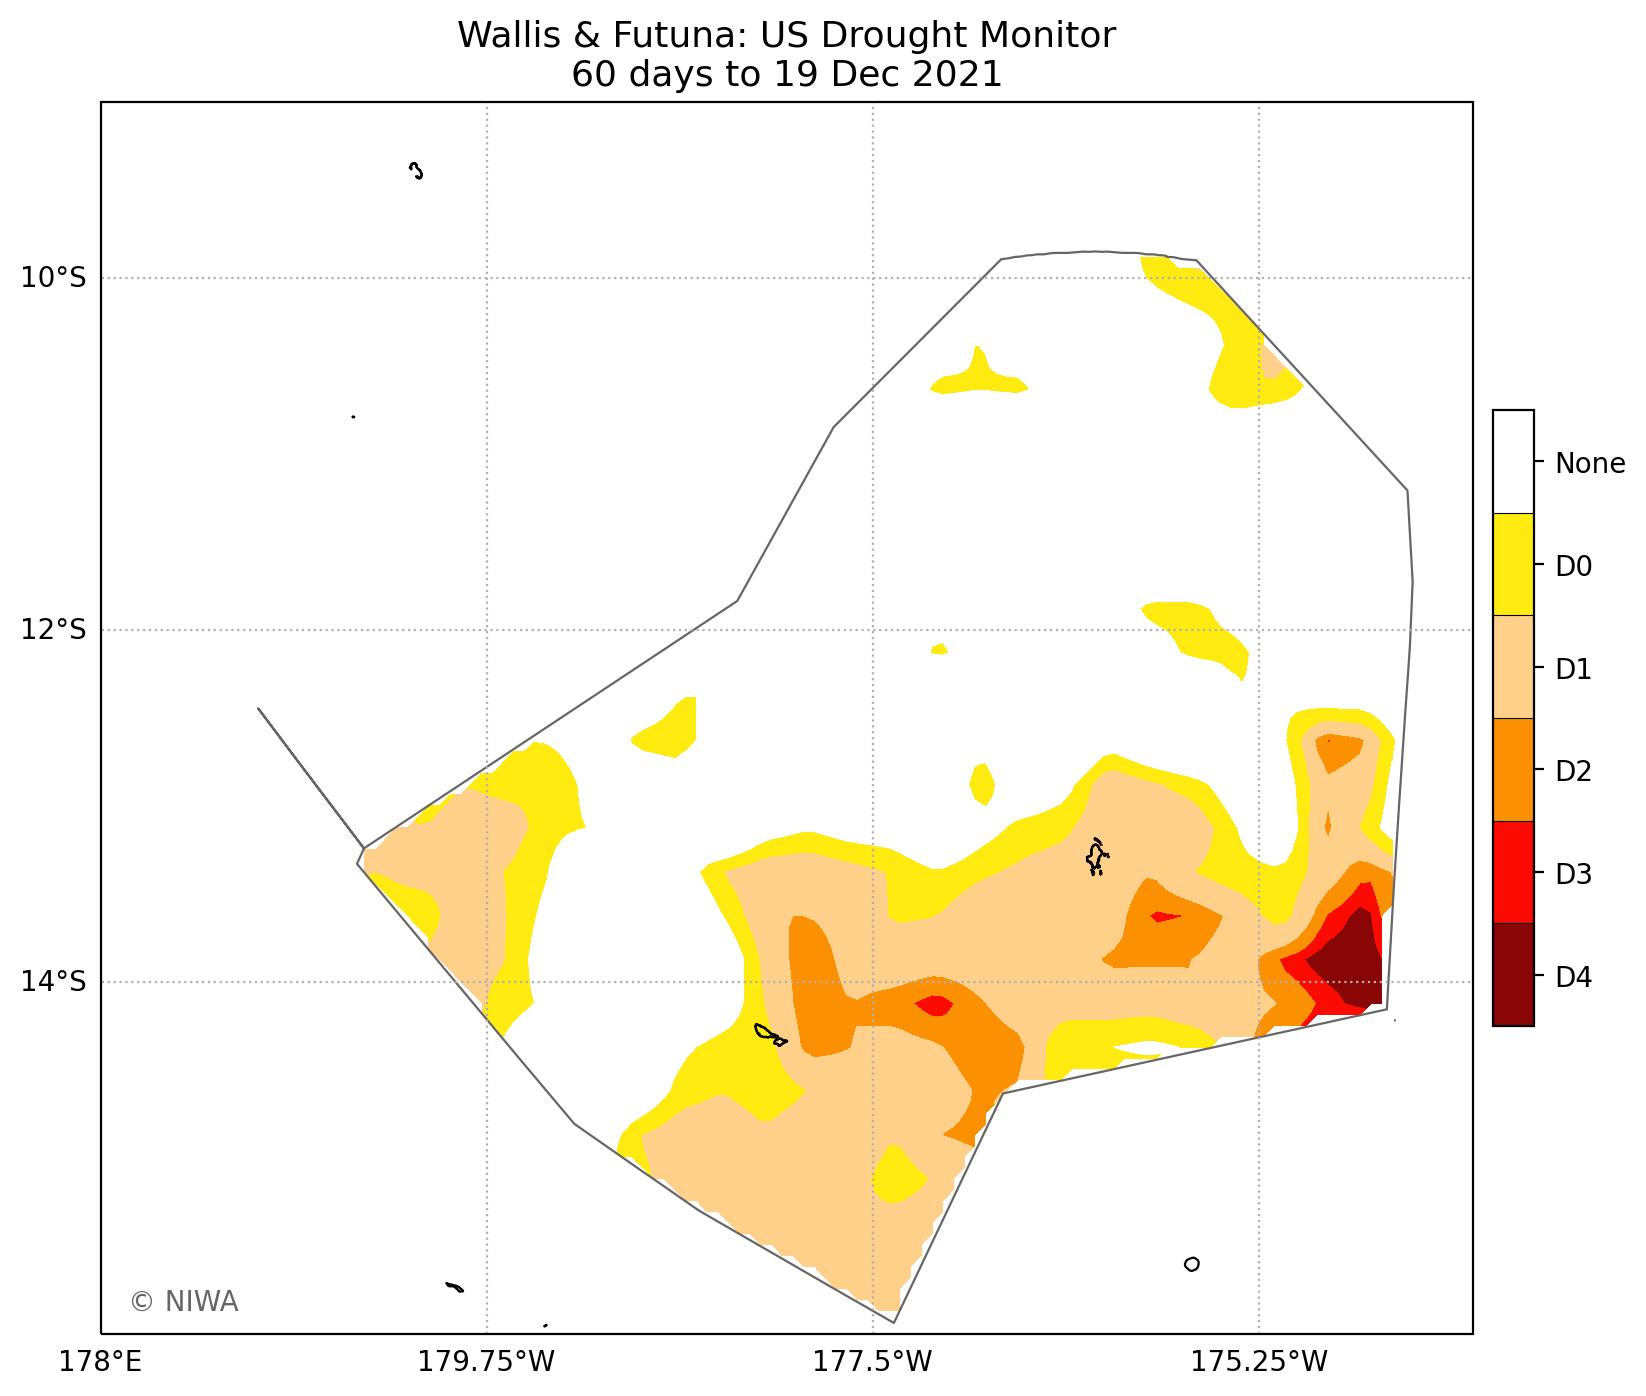 Wallis & Futuna: US Drought Monitor
60 days to 19 Dec 2021
10°S
12°S
14°S
178°E
179.75°W
177.5°W
175.25°W
None
D0
D1
D2
D3
D4
© NIWA